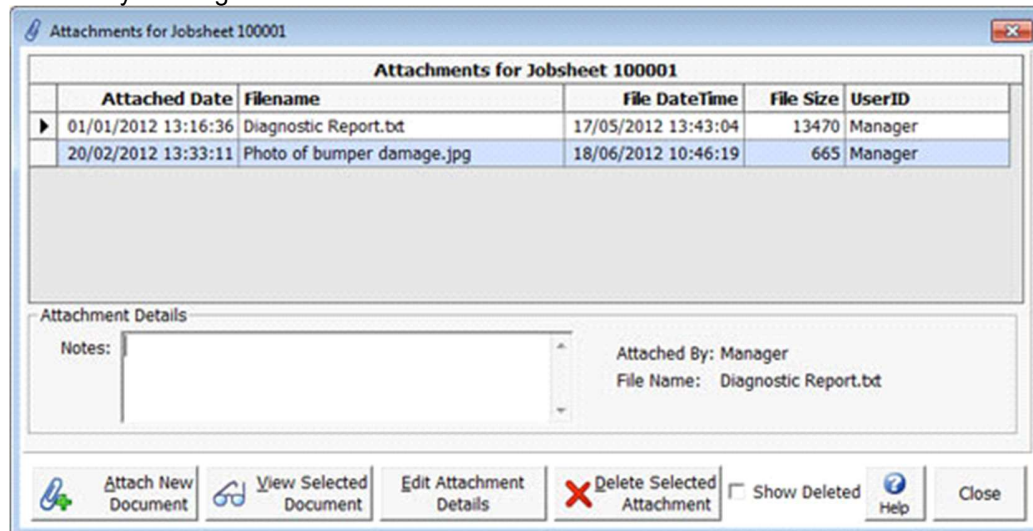 Attachments for Jobsheet 100001
Attachments for Jobsheet 100001
Attached Date Filename File DateTime File Size UserID
01/01/2012 13:16:36 Diagnostic Report.txt 17/05/2012 13:43:04 13470 Manager
20/02/2012 13:33:11 Photo of bumper damage.jpg 18/06/2012 10:46:19 665 Manager
Attachment Details
Notes:
Attached By: Manager
File Name: Diagnostic Report.txt
Attach New
Document
View Selected
Document
Edit Attachment
Details
Delete Selected
Attachment
Show Deleted
Help
Close